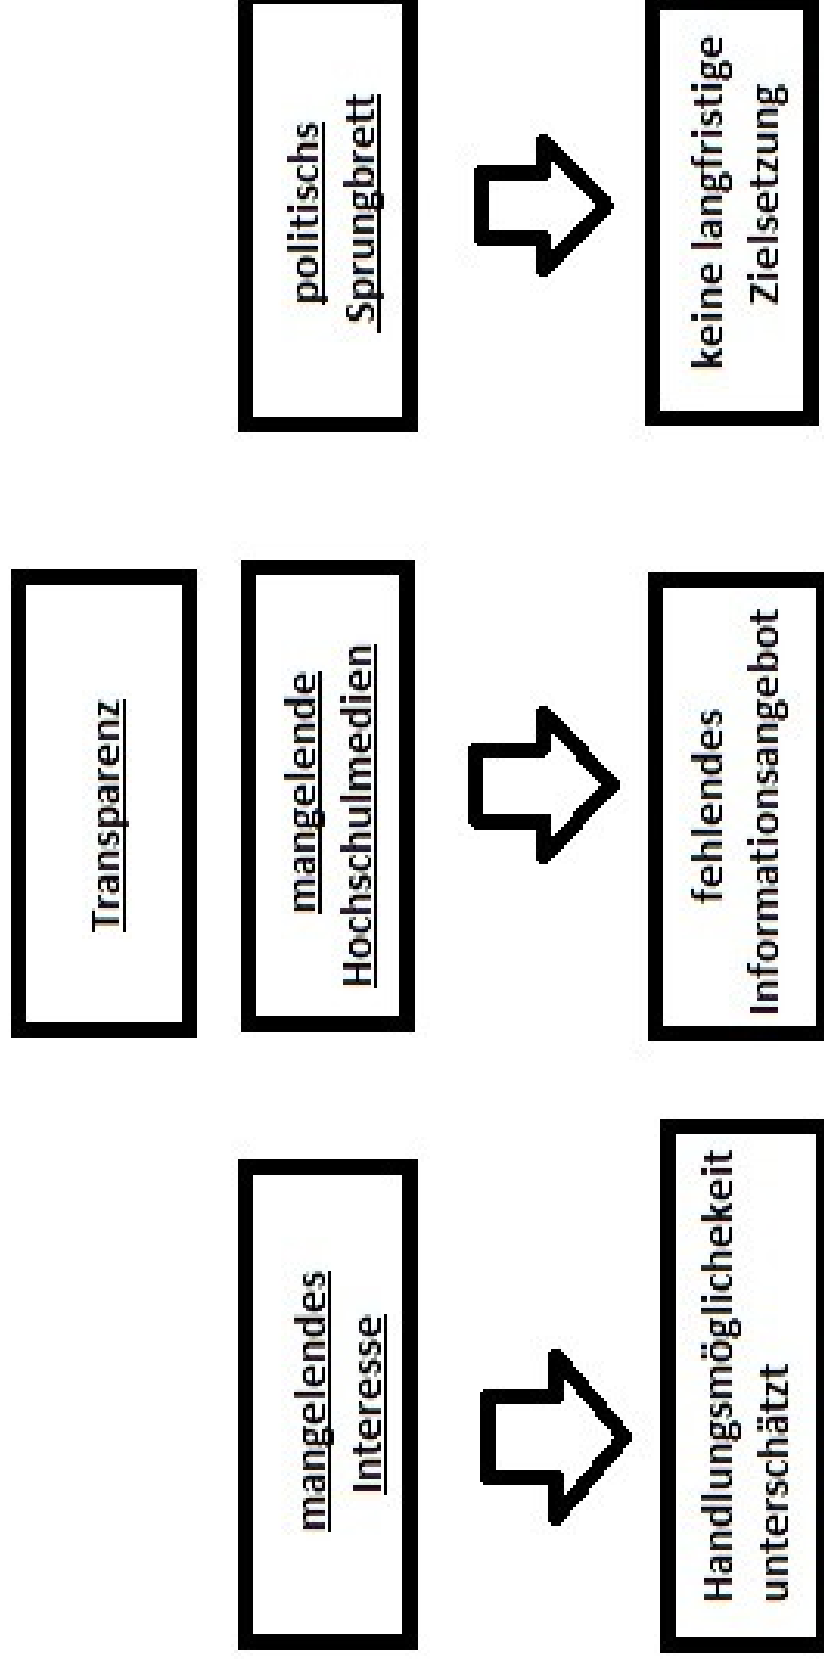 Transparenz
mangelendes
Interesse
mangelende
Hochschulmedien
politischs
Sprungbrett
Handlungsmöglichekeit
unterschätzt
fehlendes
Informationsangebot
keine langfristige
Zielsetzung